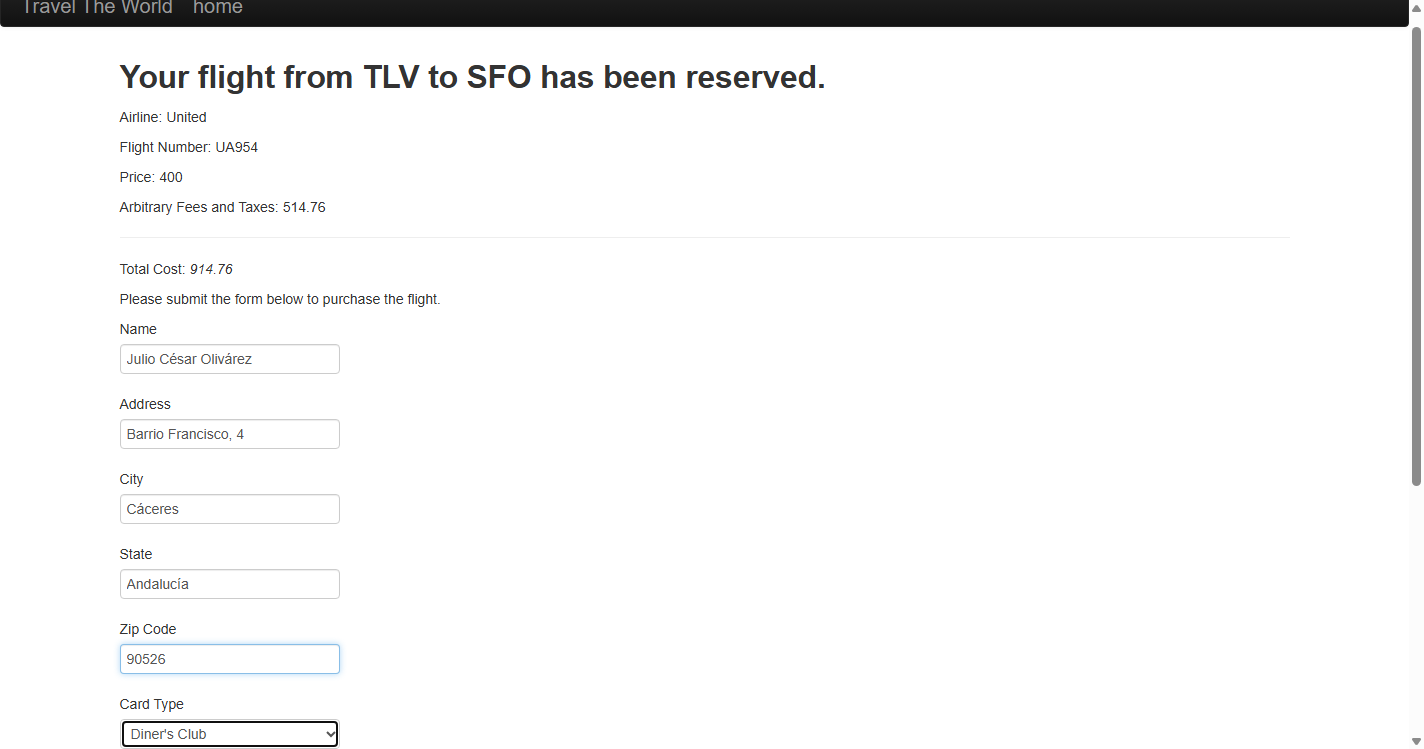 Travel The World home
Your flight from TLV to SFO has been reserved.
Airline: United
Flight Number: UA954
Price: 400
Arbitrary Fees and Taxes: 514.76
Total Cost: 914.76
Please submit the form below to purchase the flight.
Name
Julio César Olivárez
Address
Barrio Francisco, 4
City
Cáceres
State
Andalucía
Zip Code
90526
Card Type
Diner's Club